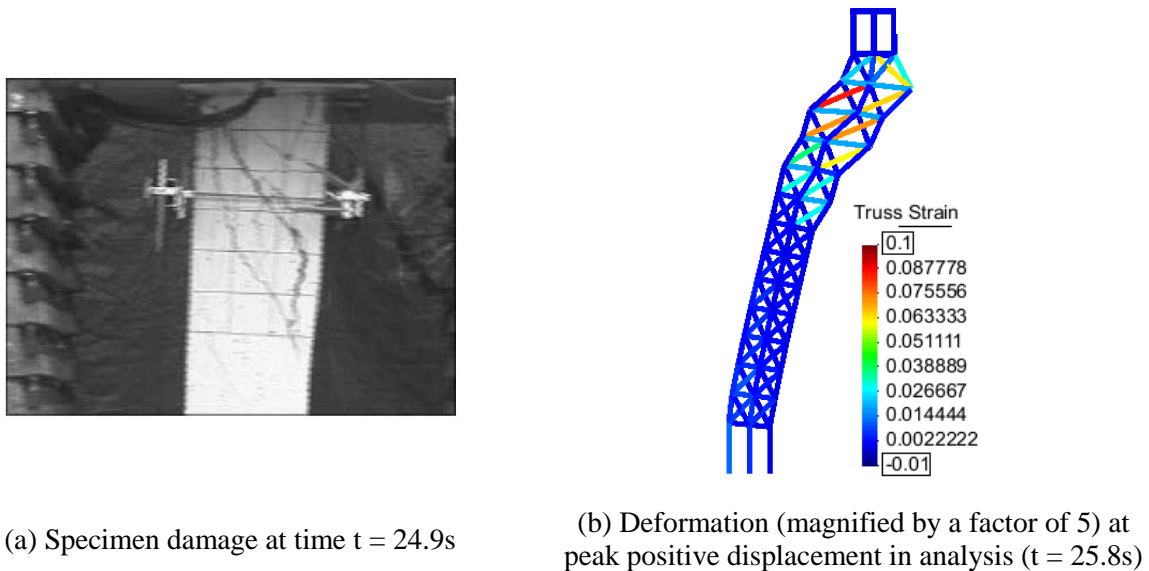 Truss Strain
0.1
0.087778
0.075556
0.063333
0.051111
0.038889
0.026667
0.014444
0.0022222
-0.01
(a) Specimen damage at time t = 24.9s
(b) Deformation (magnified by a factor of 5) at
peak positive displacement in analysis (t = 25.8s)